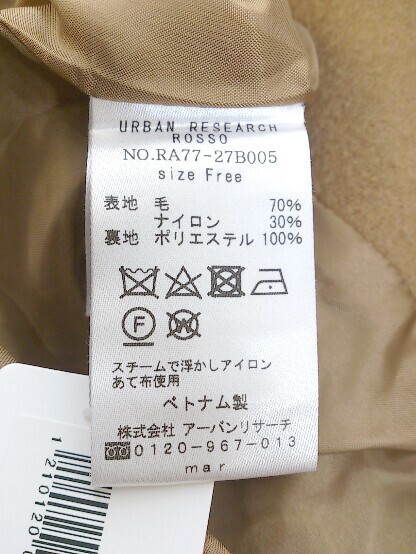 URBAN RESEARCH
ROSSO
NO.RA77-27B005
size Free
表地 毛 70%
ナイロン 30%
裏地 ポリエステル 100%
F
W
スチームで浮かしアイロン
あて布使用
ベトナム製
株式会社 アーバンリサーチ
0120-967-013
mar
1210120